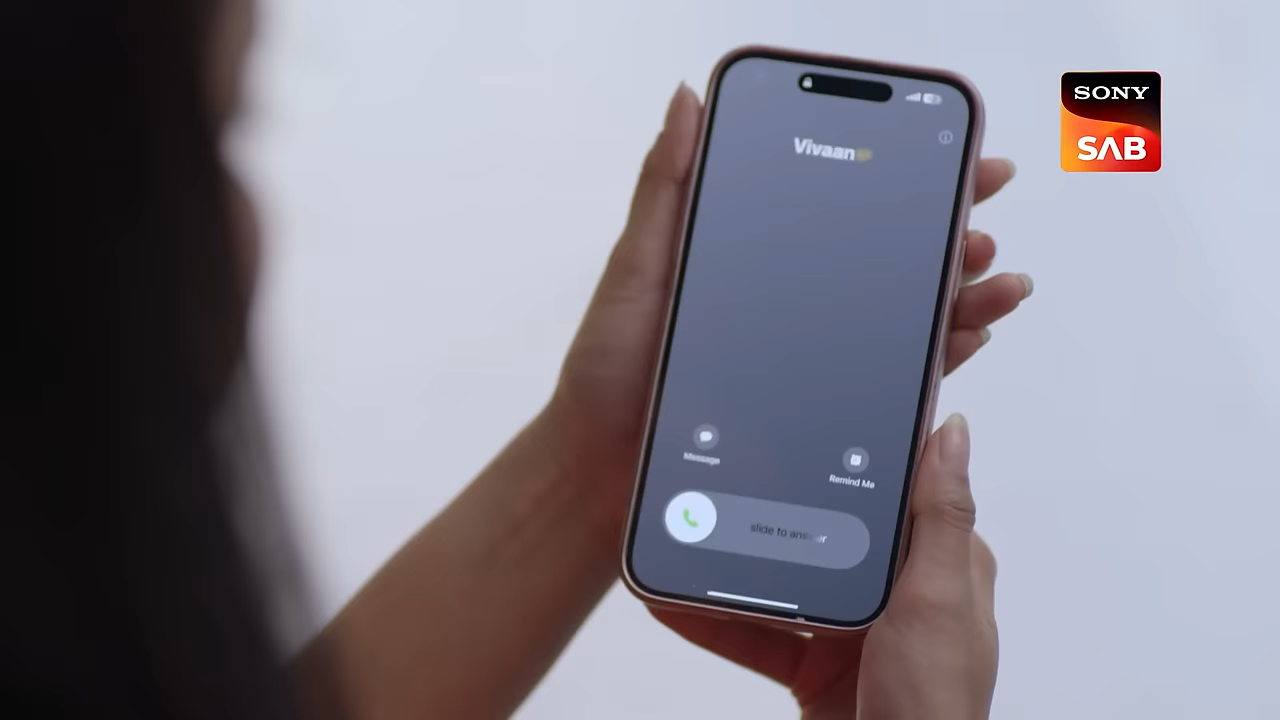 SONY
SAB
Vivaan
Message
Remind Me
slide to answer